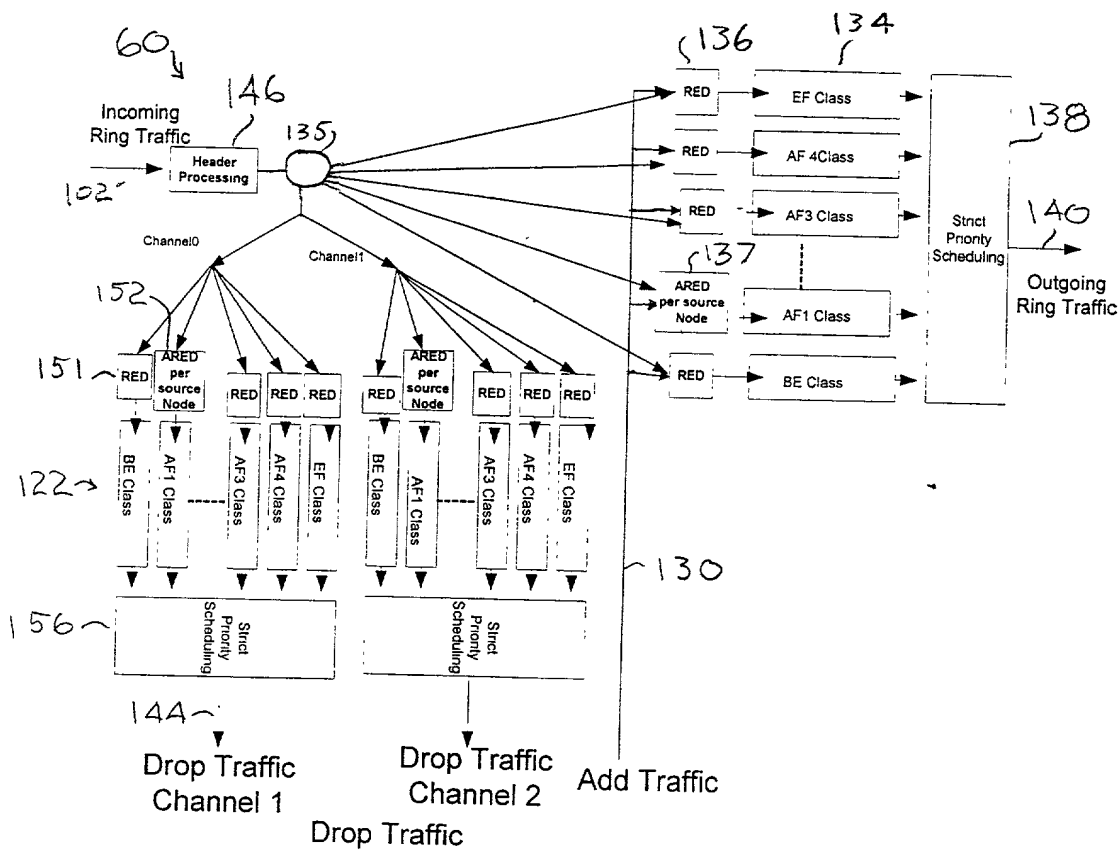 60
146
Incoming
Ring Traffic
102
Header
Processing
135
136
134
RED
EF Class
RED
AF 4Class
RED
AF3 Class
137
ARED
per source
Node
AF1 Class
RED
BE Class
138
Strict
Priority
Scheduling
140
Outgoing
Ring Traffic
Channel0
Channel1
152
151
RED
ARED
per
source
Node
RED
RED
RED
RED
ARED
per
source
Node
RED
RED
RED
122
BE Class
AF1 Class
AF3 Class
AF4 Class
EF Class
BE Class
AF1 Class
AF3 Class
AF4 Class
EF Class
130
156
Strict
Priority
Scheduling
Strict
Priority
Scheduling
144
Drop Traffic
Channel 1
Drop Traffic
Channel 2
Add Traffic
Drop Traffic